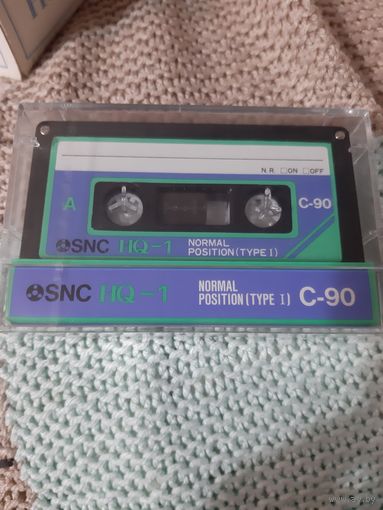 N.R. ☐ON ☐OFF
A
C-90
SNC HQ-1 NORMAL
POSITION (TYPE I)
SNC HQ-1 NORMAL
POSITION (TYPE I) C-90